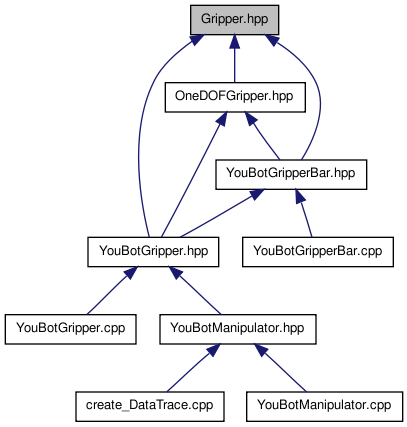 Gripper.hpp
OneDOFGripper.hpp
YouBotGripperBar.hpp
YouBotGripper.hpp
YouBotGripperBar.cpp
YouBotGripper.cpp
YouBotManipulator.hpp
create_DataTrace.cpp
YouBotManipulator.cpp